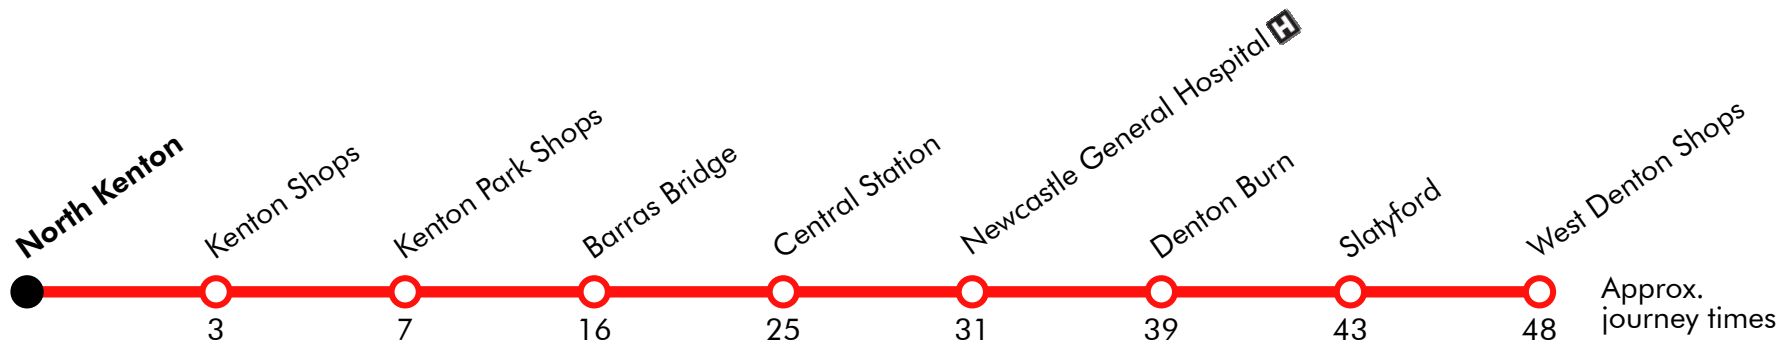 North Kenton
Kenton Shops
Kenton Park Shops
Barras Bridge
Central Station
Newcastle General Hospital H
Denton Burn
Slatyford
West Denton Shops
3 7 16 25 31 39 43 48
Approx.
journey times